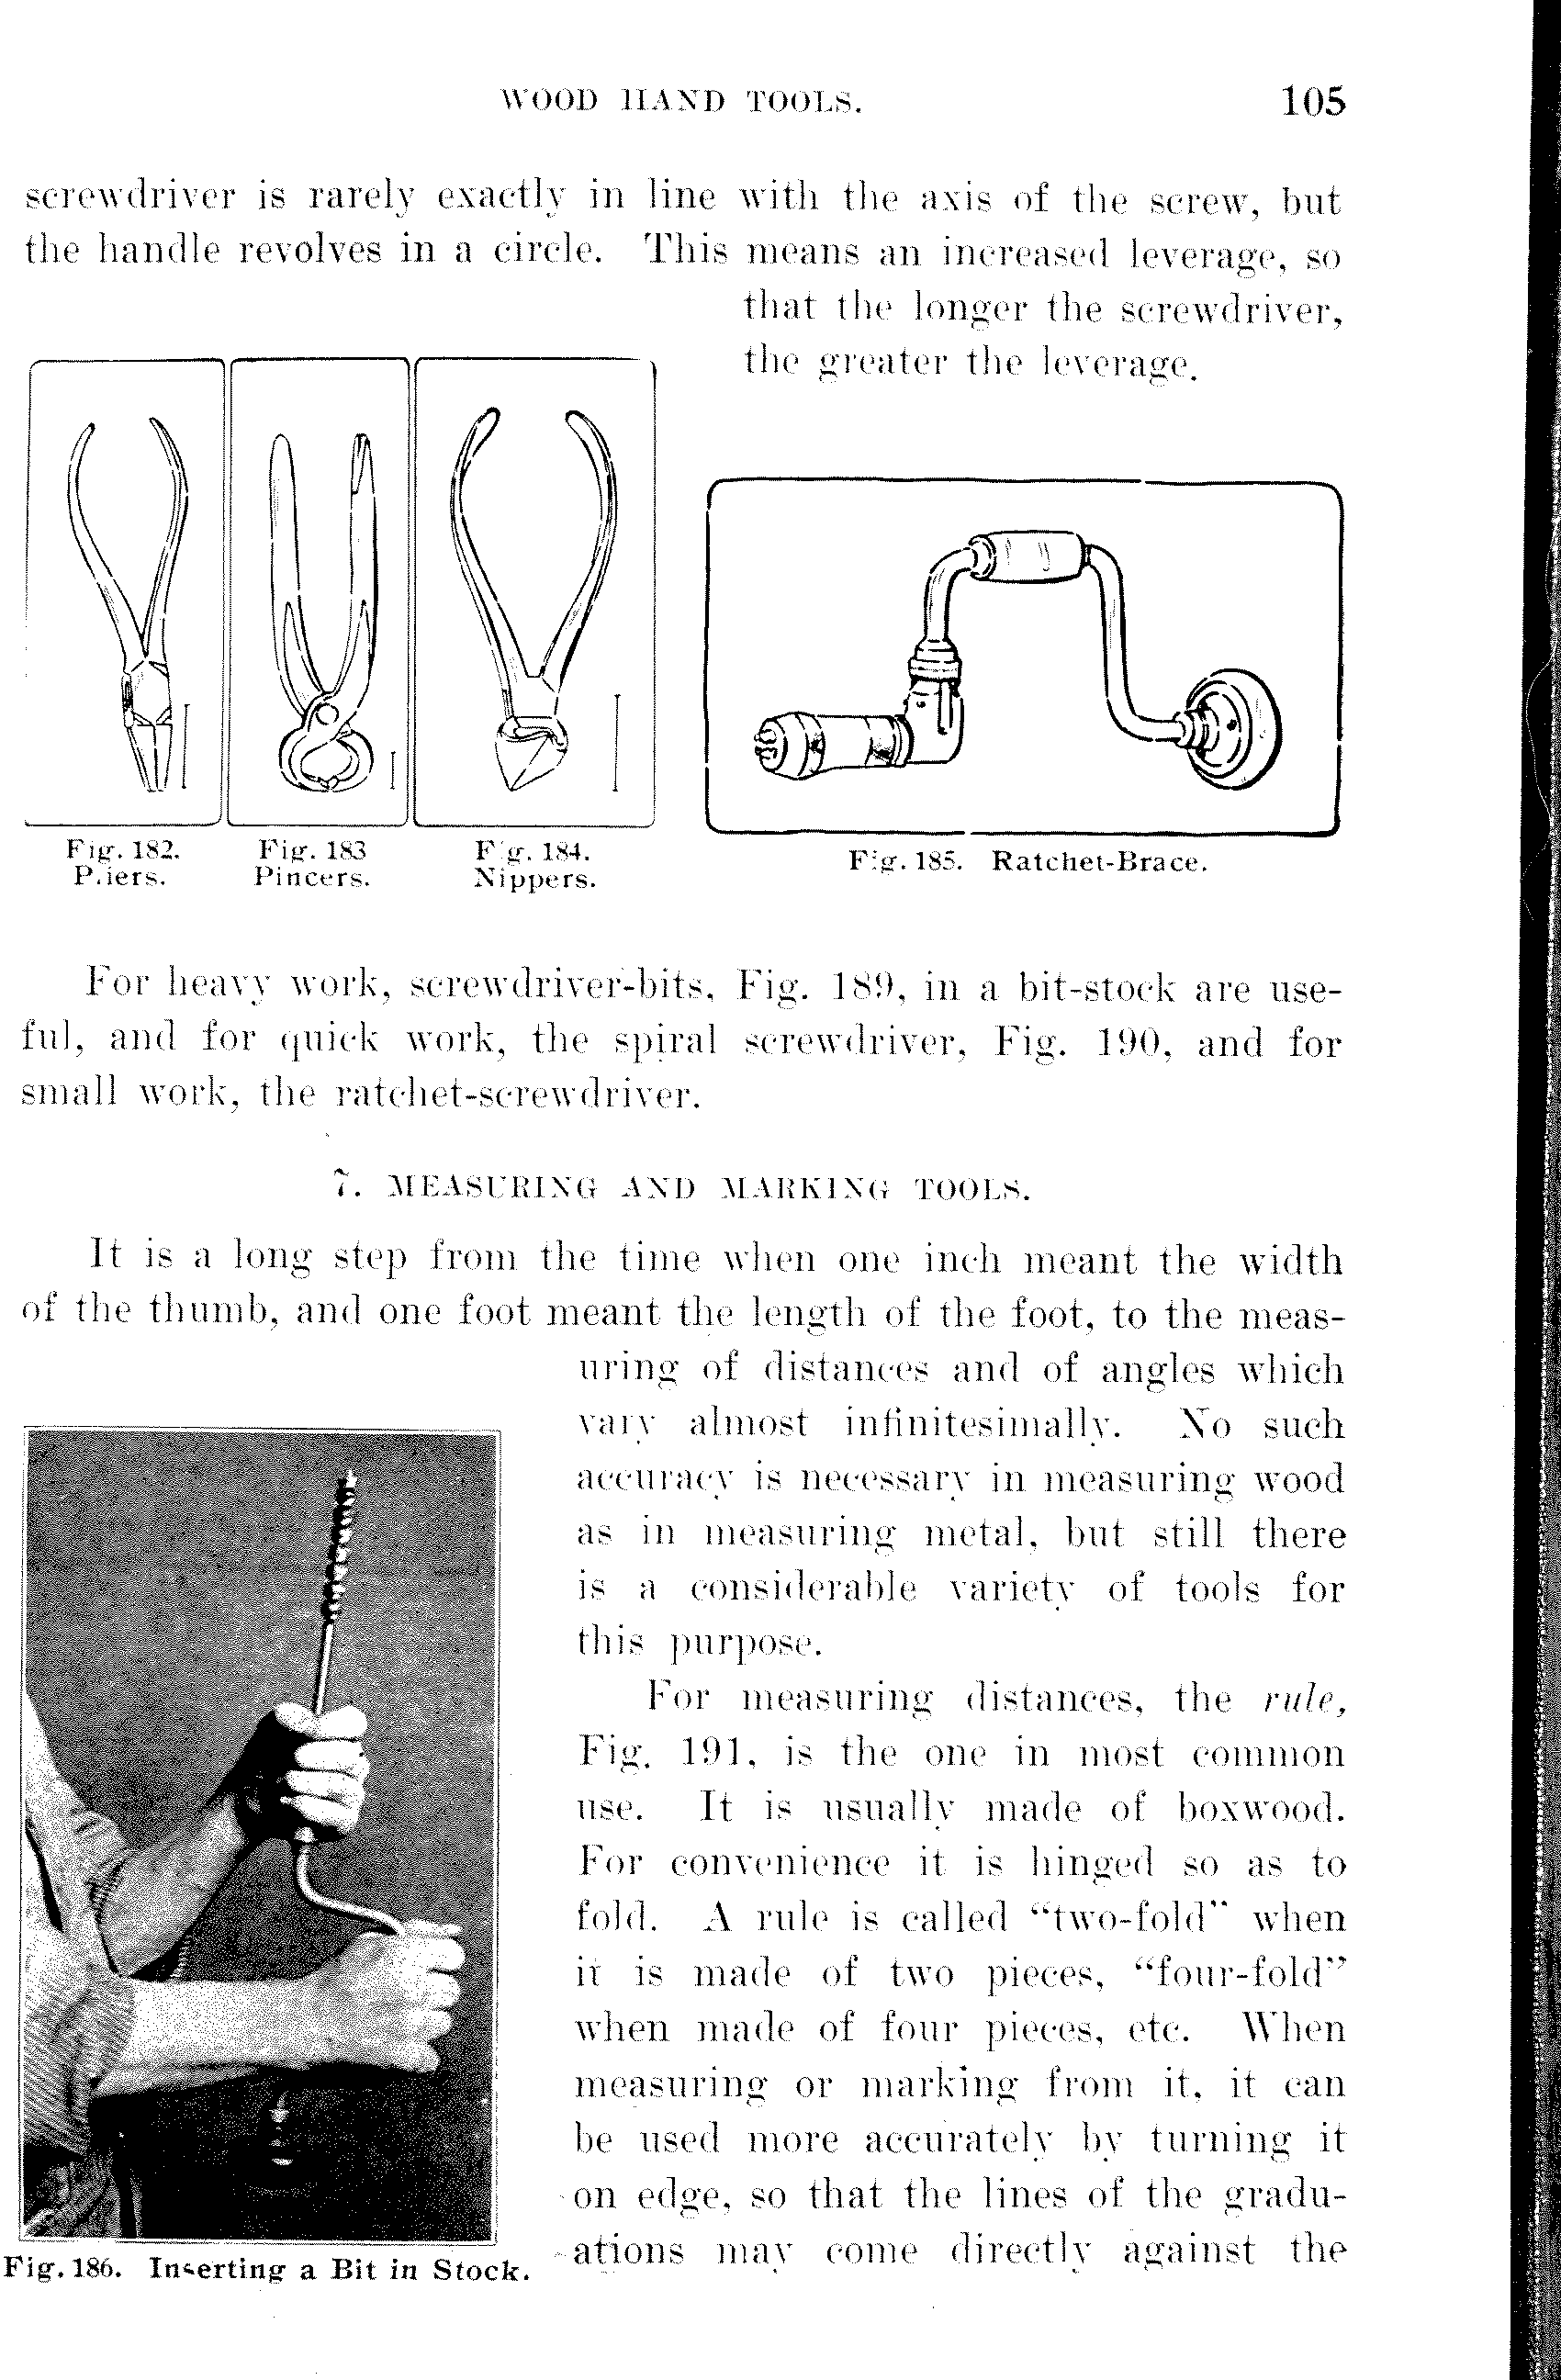 WOOD HAND TOOLS. 105
screwdriver is rarely exactly in line with the axis of the screw, but
the handle revolves in a circle. This means an increased leverage, so
that the longer the screwdriver,
the greater the leverage.
Fig. 182.
Pliers.
Fig. 183
Pincers.
Fig. 184.
Nippers.
Fig. 185. Ratchet-Brace.
For heavy work, screwdriver-bits, Fig. 189, in a bit-stock are use-
ful, and for quick work, the spiral screwdriver, Fig. 190, and for
small work, the ratchet-screwdriver.
7. MEASURING AND MARKING TOOLS.
It is a long step from the time when one inch meant the width
of the thumb, and one foot meant the length of the foot, to the meas-
uring of distances and of angles which
vary almost infinitesimally. No such
accuracy is necessary in measuring wood
as in measuring metal, but still there
is a considerable variety of tools for
this purpose.
For measuring distances, the rule,
Fig. 191, is the one in most common
use. It is usually made of boxwood.
For convenience it is hinged so as to
fold. A rule is called "two-fold" when
it is made of two pieces, "four-fold"
when made of four pieces, etc. When
measuring or marking from it, it can
be used more accurately by turning it
on edge, so that the lines of the gradu-
ations may come directly against the
Fig. 186. Inserting a Bit in Stock.